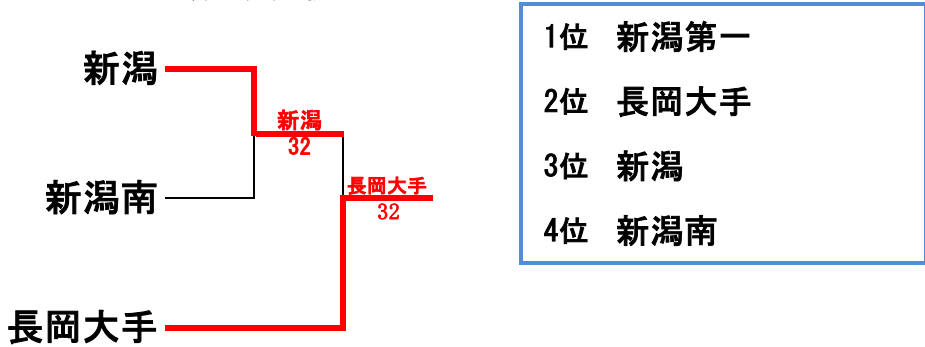 新潟
新潟
32
新潟南
長岡大手
32
長岡大手
1位 新潟第一
2位 長岡大手
3位 新潟
4位 新潟南